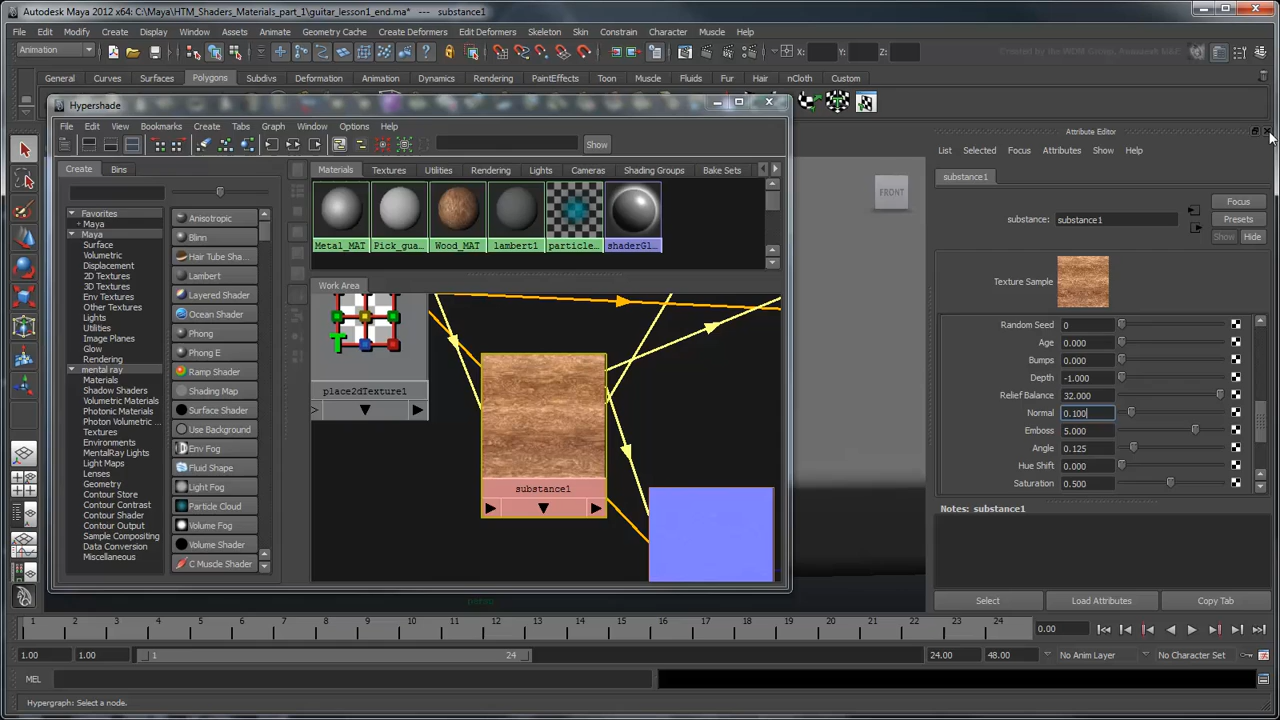 Autodesk Maya 2012 x64: C:\Maya\HTM_Shaders_Materials_part_1\guitar_lesson1_end.ma* --- substance1
File Edit Modify Create Display Window Assets Animate Geometry Cache Create Deformers Edit Deformers Skeleton Skin Constrain Character Muscle Help
Animation X: Y: Z:
General Curves Surfaces Polygons Subdivs Deformation Animation Dynamics Rendering PaintEffects Toon Muscle Fluids Fur Hair nCloth Custom
Hypershade
File Edit View Bookmarks Create Tabs Graph Window Options Help
Show
Create Bins
Materials Textures Utilities Rendering Lights Cameras Shading Groups Bake Sets
Favorites
+ Maya
Maya
Surface
Volumetric
Displacement
2D Textures
3D Textures
Env Textures
Other Textures
Lights
Utilities
Image Planes
Glow
Rendering
mental ray
Materials
Shadow Shaders
Volumetric Materials
Photonic Materials
Photon Volumetric ...
Textures
Environments
MentalRay Lights
Light Maps
Lenses
Geometry
Contour Store
Contour Contrast
Contour Shader
Contour Output
Sample Compositing
Data Conversion
Miscellaneous
Anisotropic
Blinn
Hair Tube Sha...
Lambert
Layered Shader
Ocean Shader
Phong
Phong E
Ramp Shader
Shading Map
Surface Shader
Use Background
Env Fog
Fluid Shape
Light Fog
Particle Cloud
Volume Fog
Volume Shader
C Muscle Shader
Metal_MAT Pick_gua... Wood_MAT lambert1 particle... shaderGl...
Work Area
place2dTexture1
substance1
FRONT
persp
Attribute Editor
List Selected Focus Attributes Show Help
substance1
substance: substance1
Focus
Presets
Show Hide
Texture Sample
Random Seed 0
Age 0.000
Bumps 0.000
Depth -1.000
Relief Balance 32.000
Normal 0.100
Emboss 5.000
Angle 0.125
Hue Shift 0.000
Saturation 0.500
Notes: substance1
Select Load Attributes Copy Tab
1 2 3 4 5 6 7 8 9 10 11 12 13 14 15 16 17 18 19 20 21 22 23 24 0.00
1.00 1.00 1 24 24.00 48.00 No Anim Layer No Character Set
MEL
Hypergraph: Select a node.